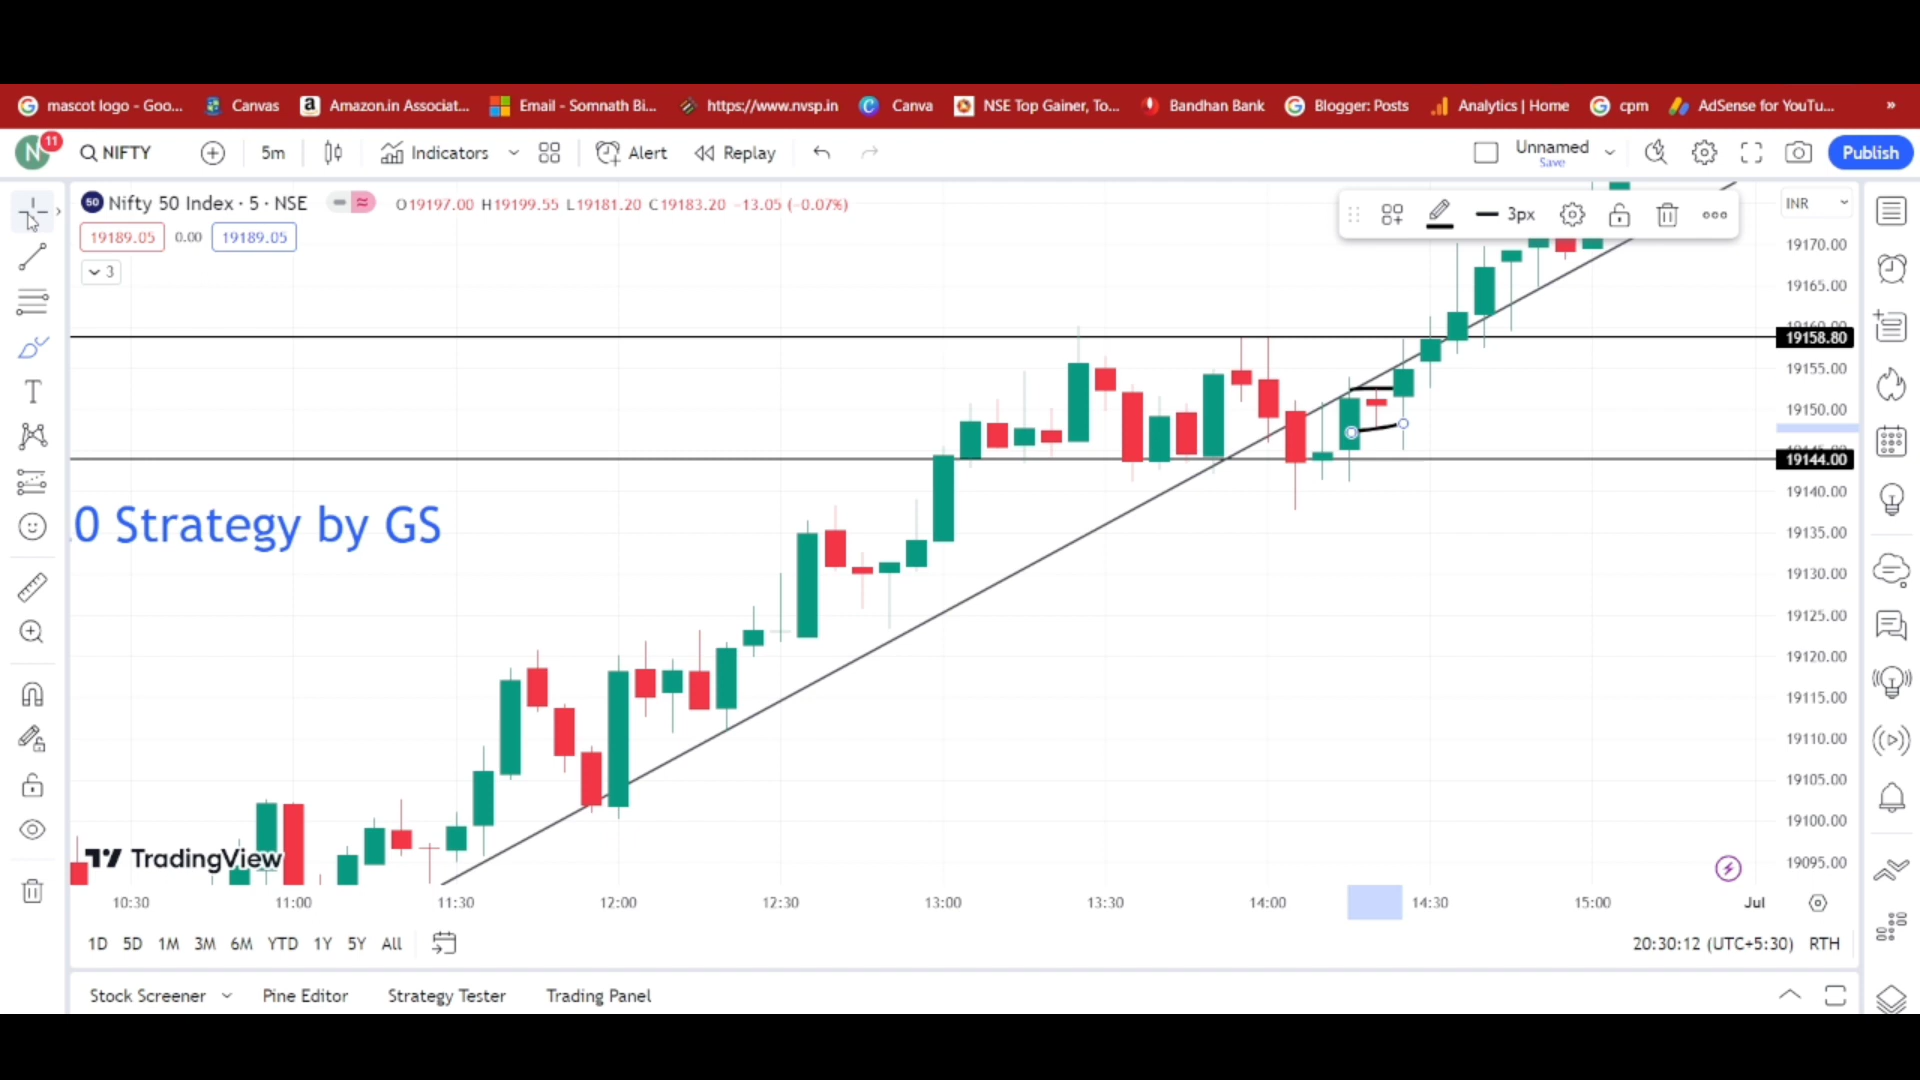 mascot logo - Goo...
Canvas
Amazon.in Associat...
Email - Somnath Bi...
https://www.nvsp.in
Canva
NSE Top Gainer, To...
Bandhan Bank
Blogger: Posts
Analytics | Home
cpm
AdSense for YouTu...
»
N
11
NIFTY
5m
Indicators
Alert
Replay
Unnamed
Save
Publish
50
Nifty 50 Index · 5 · NSE
O19197.00 H19199.55 L19181.20 C19183.20 −13.05 (−0.07%)
19189.05
0.00
19189.05
3
3px
INR
19170.00
19165.00
19160.00
19158.80
19155.00
19150.00
19145.00
19144.00
19140.00
19135.00
19130.00
19125.00
19120.00
19115.00
19110.00
19105.00
19100.00
19095.00
0 Strategy by GS
TradingView
10:30
11:00
11:30
12:00
12:30
13:00
13:30
14:00
14:30
15:00
Jul
1D 5D 1M 3M 6M YTD 1Y 5Y All
20:30:12 (UTC+5:30) RTH
Stock Screener
Pine Editor
Strategy Tester
Trading Panel